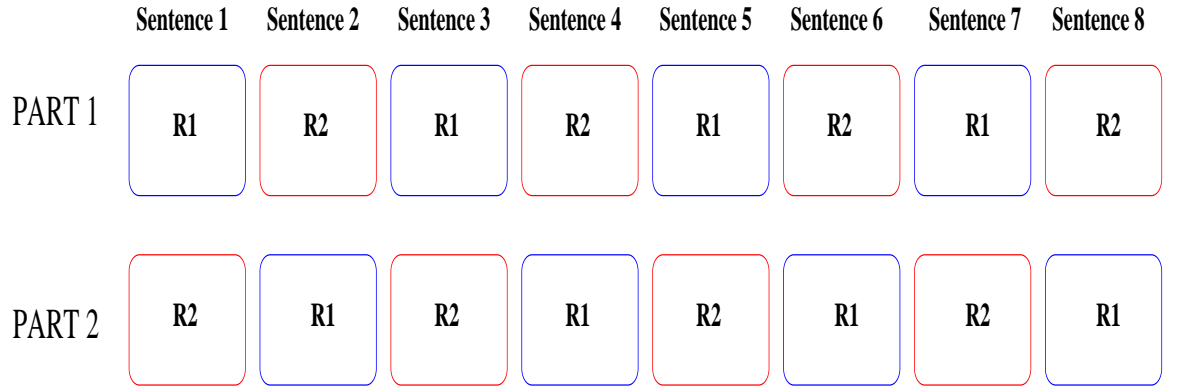 Sentence 1 Sentence 2 Sentence 3 Sentence 4 Sentence 5 Sentence 6 Sentence 7 Sentence 8
PART 1 R1 R2 R1 R2 R1 R2 R1 R2
PART 2 R2 R1 R2 R1 R2 R1 R2 R1